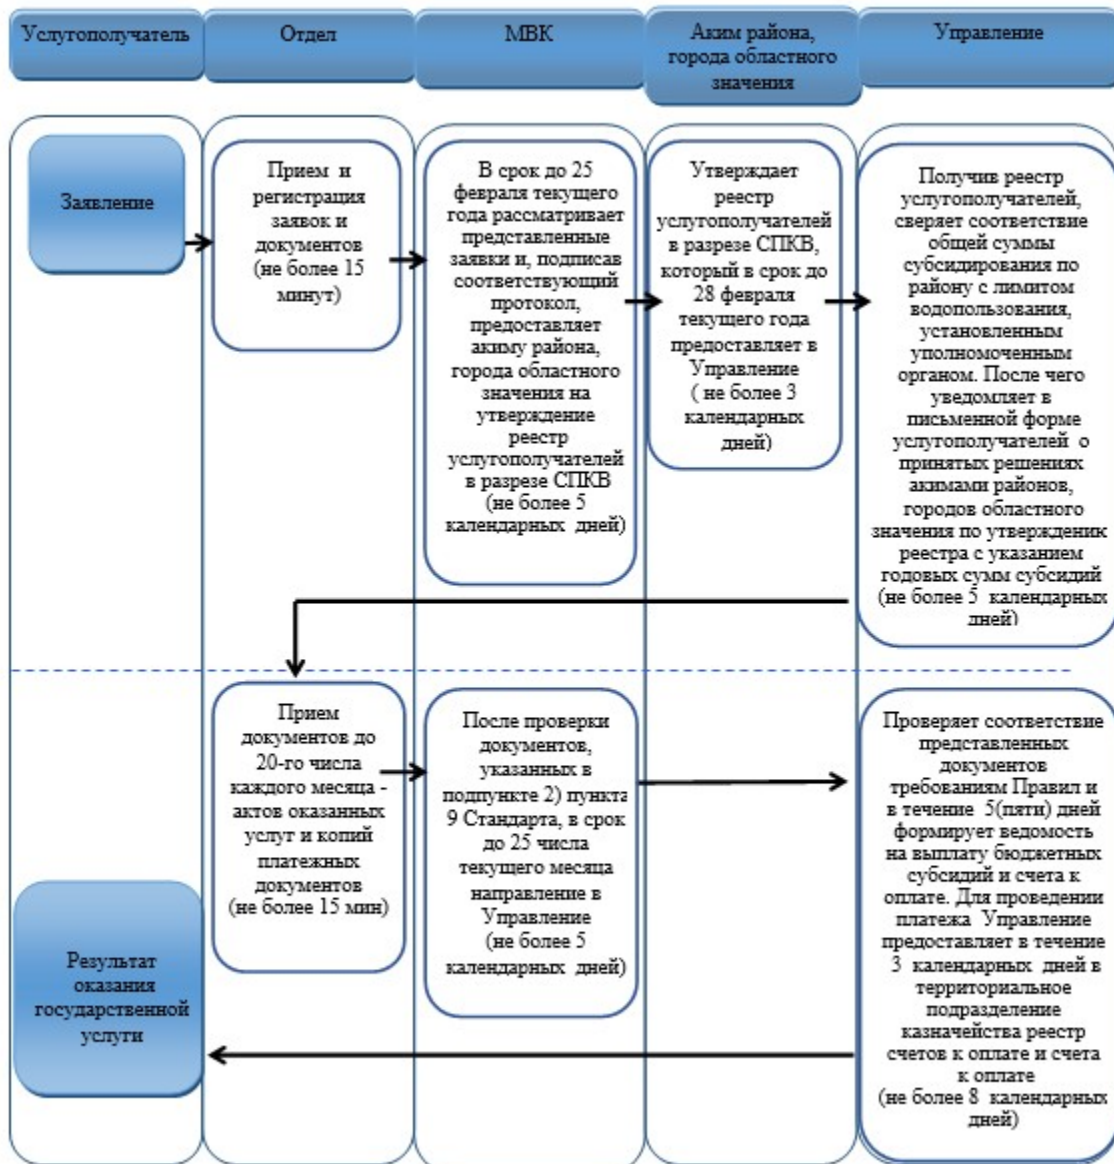 Услугополучатель
Отдел
МВК
Аким района,
города областного
значения
Управление
Заявление
Прием и
регистрация
заявок и
документов
(не более 15
минут)
В срок до 25
февраля текущего
года рассматривает
представленные
заявки и, подписав
соответствующий
протокол,
предоставляет
акиму района,
города областного
значения на
утверждение
реестр
услугополучателей
в разрезе СПКВ
(не более 5
календарных дней)
Утверждает
реестр
услугополучателей
в разрезе СПКВ,
который в срок до
28 февраля
текущего года
предоставляет в
Управление
( не более 3
календарных
дней)
Получив реестр
услугополучателей,
сверяет соответствие
общей суммы
субсидирования по
району с лимитом
водопользования,
установленным
уполномоченным
органом. После чего
уведомляет в
письменной форме
услугополучателей о
принятых решениях
акимами районов,
городов областного
значения по утверждению
реестра с указанием
годовых сумм субсидий
(не более 5 календарных
дней)
Прием
документов до
20-го числа
каждого месяца -
актов оказанных
услуг и копий
платежных
документов
(не более 15 мин)
После проверки
документов,
указанных в
подпункте 2) пункта
9 Стандарта, в срок
до 25 числа
текущего месяца
направление в
Управление
(не более 5
календарных дней)
Проверяет соответствие
представленных
документов
требованиям Правил и
в течение 5(пяти) дней
формирует ведомость
на выплату бюджетных
субсидий и счета к
оплате. Для проведении
платежа Управление
предоставляет в течение
3 календарных дней в
территориальное
подразделение
казначейства реестр
счетов к оплате и счета
к оплате
(не более 8 календарных
дней)
Результат
оказания
государственной
услуги